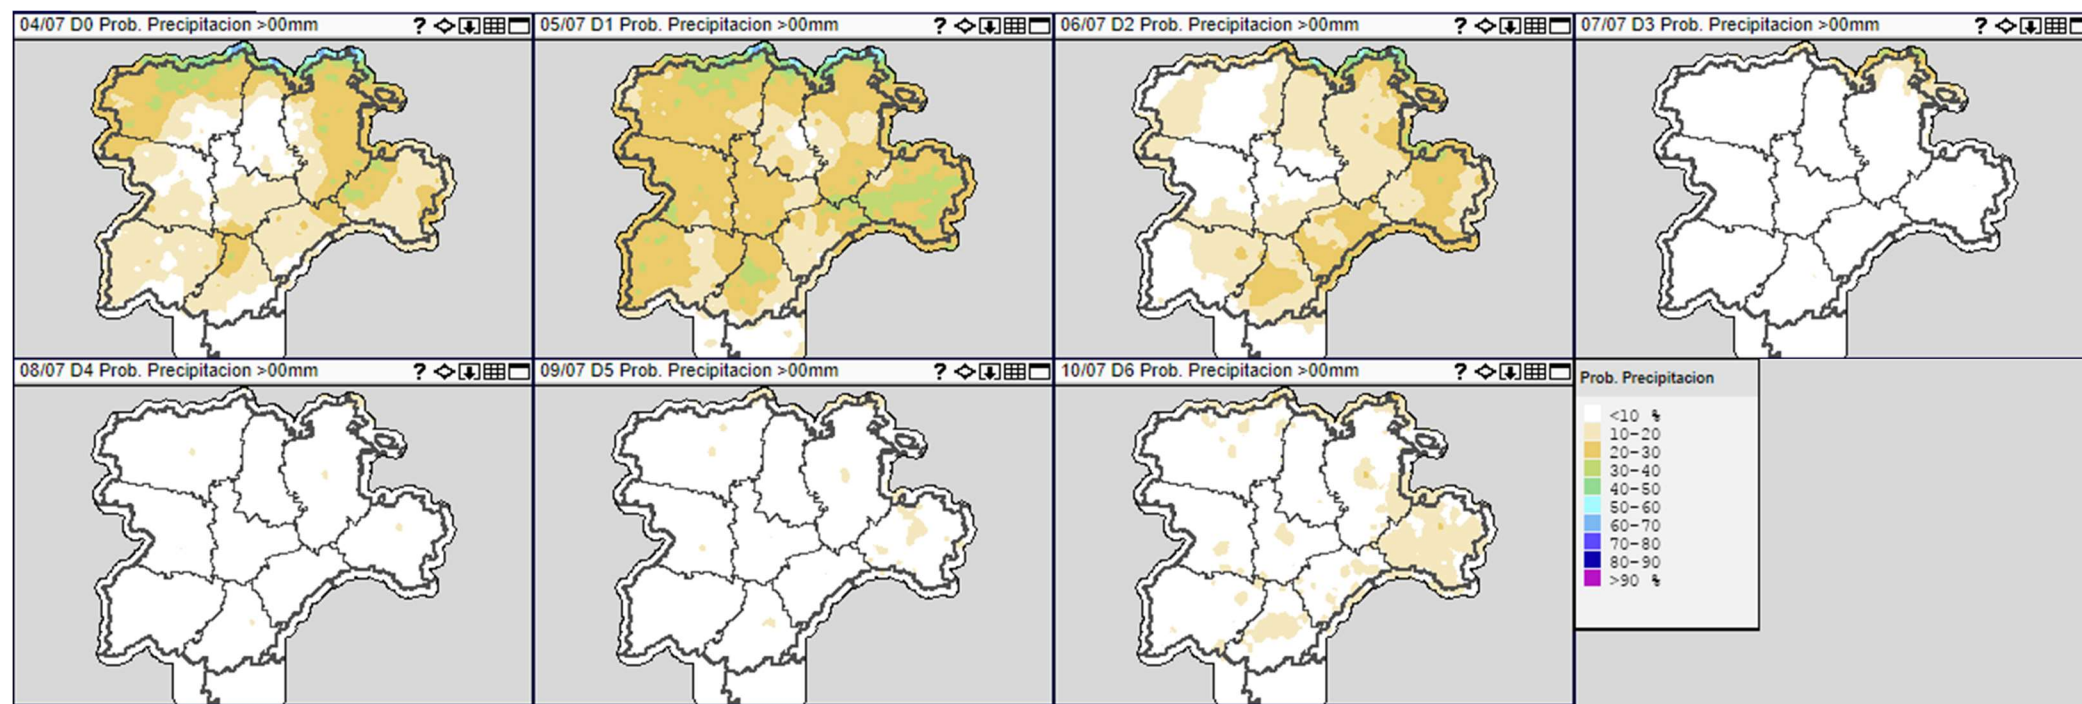 04/07 D0 Prob. Precipitacion >00mm ?
05/07 D1 Prob. Precipitacion >00mm ?
06/07 D2 Prob. Precipitacion >00mm ?
07/07 D3 Prob. Precipitacion >00mm ?
08/07 D4 Prob. Precipitacion >00mm ?
09/07 D5 Prob. Precipitacion >00mm ?
10/07 D6 Prob. Precipitacion >00mm ?
Prob. Precipitacion
<10 %
10-20
20-30
30-40
40-50
50-60
60-70
70-80
80-90
>90 %